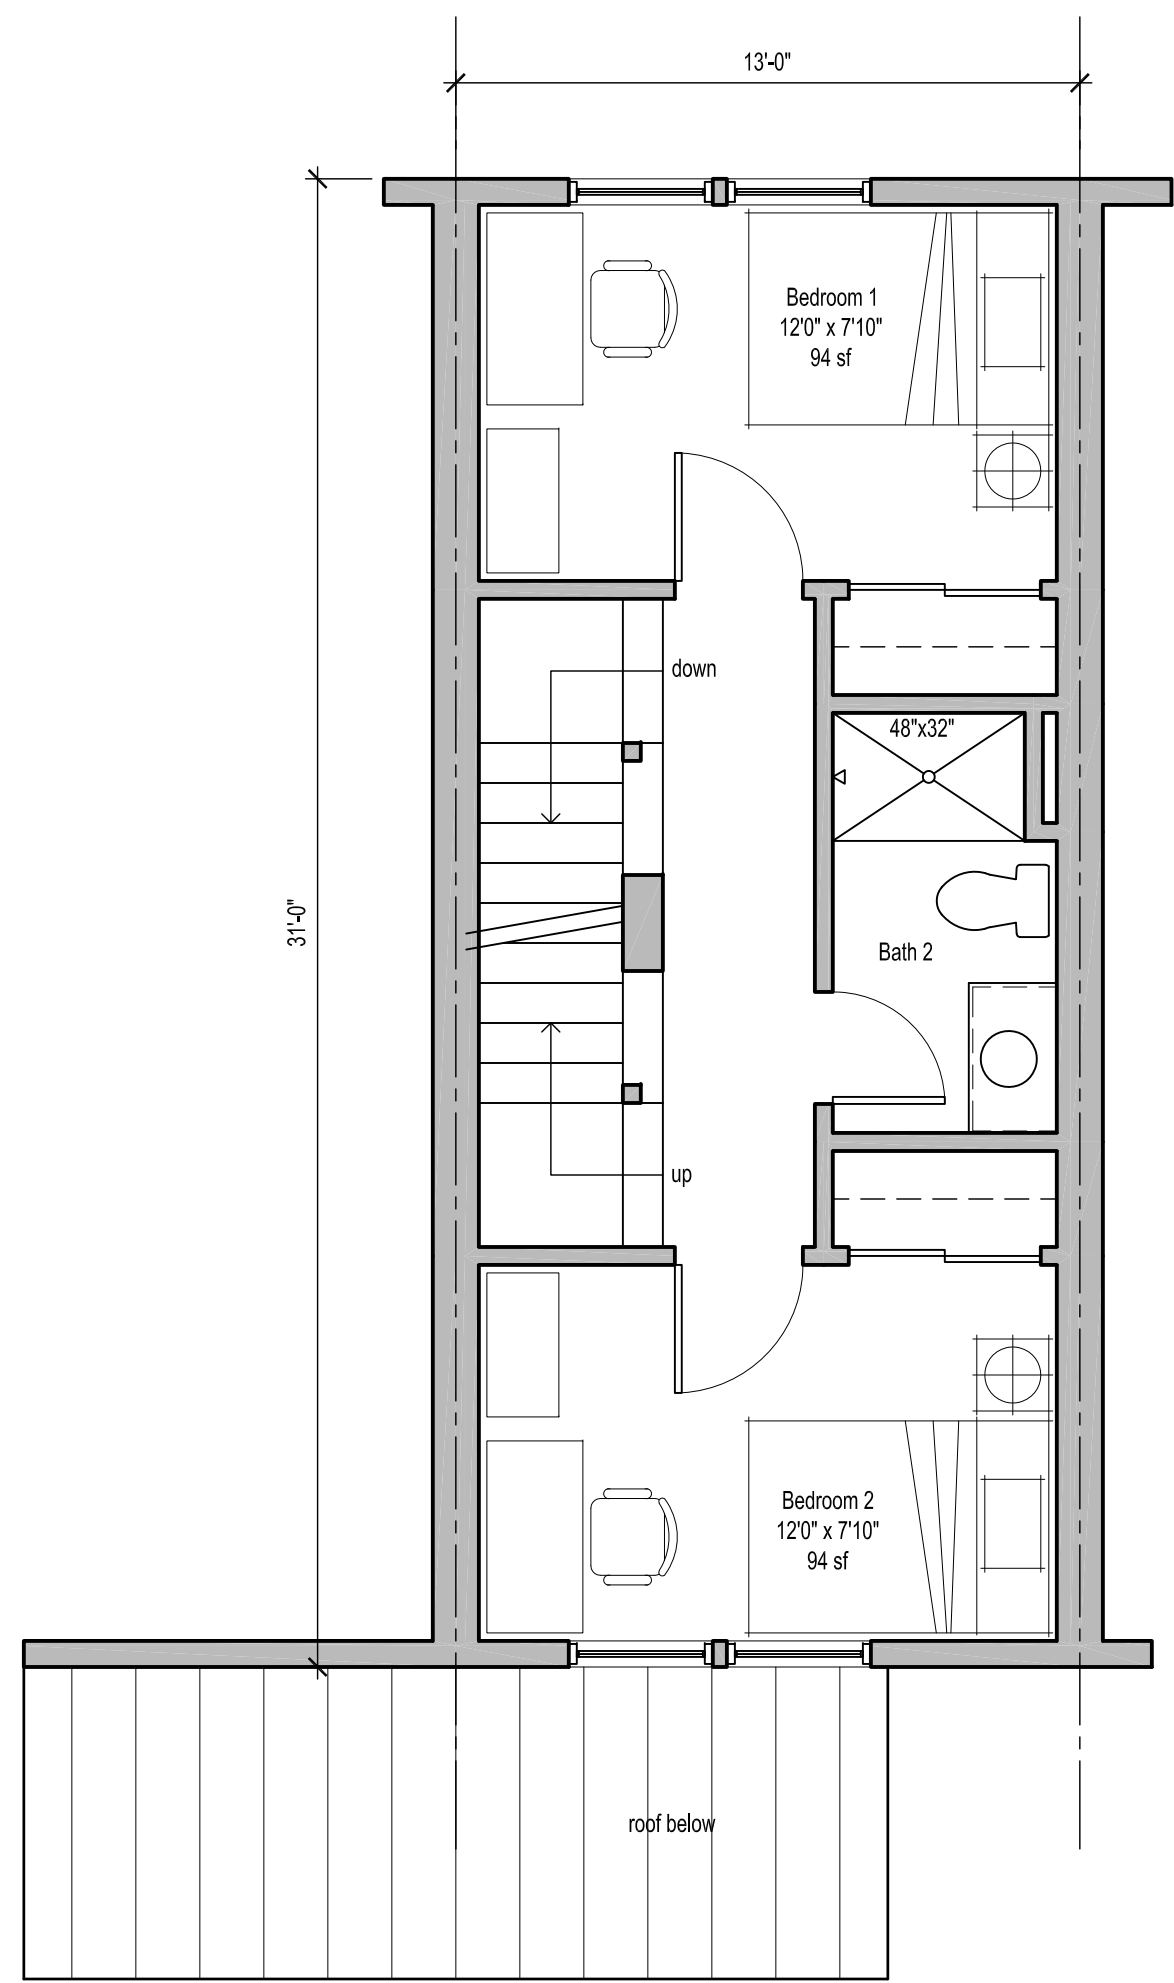 13'-0"
Bedroom 1
12'0" x 7'10"
94 sf
down
48"x32"
31'-0"
Bath 2
up
Bedroom 2
12'0" x 7'10"
94 sf
roof below